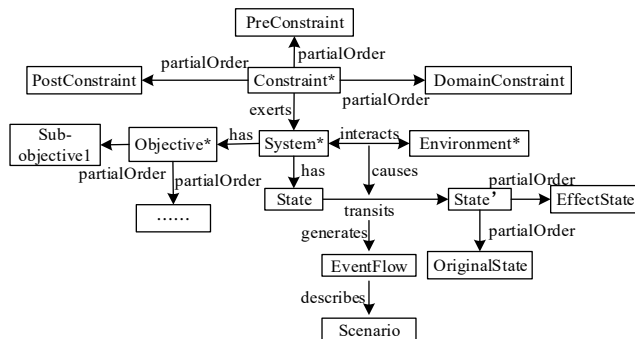 PreConstraint
partialOrder
partialOrder
PostConstraint
Constraint*
DomainConstraint
partialOrder
exerts
Sub-
objective1
Objective*
has
System*
interacts
Environment*
partialOrder
partialOrder
has
causes
partialOrder
……
State
transits
State’
EffectState
generates
partialOrder
EventFlow
OriginalState
describes
Scenario